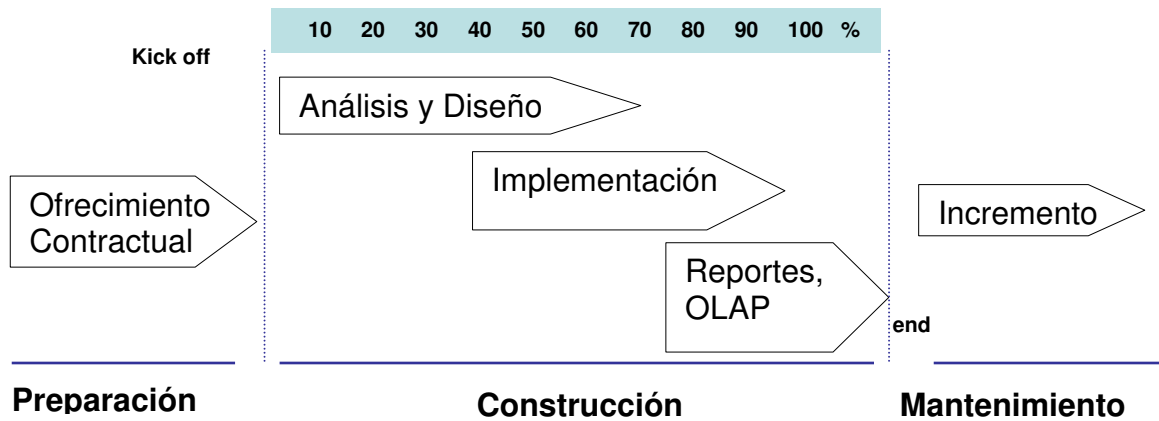 10 20 30 40 50 60 70 80 90 100 %
Kick off
Análisis y Diseño
Implementación
Ofrecimiento
Contractual
Incremento
Reportes,
OLAP
end
Preparación
Construcción
Mantenimiento